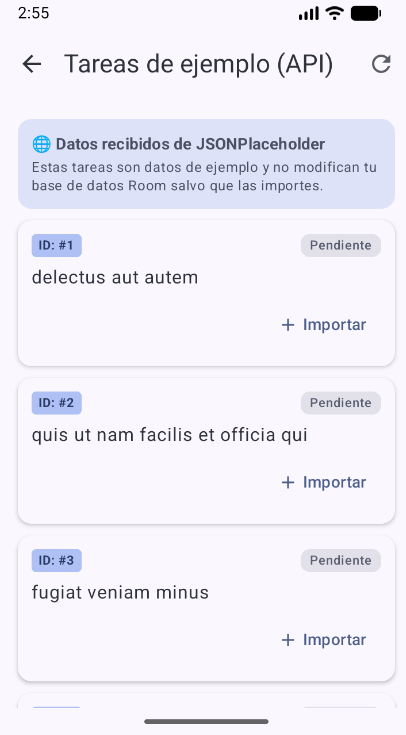 2:55
Tareas de ejemplo (API)
Datos recibidos de JSONPlaceholder
Estas tareas son datos de ejemplo y no modifican tu
base de datos Room salvo que las importes.
ID: #1
Pendiente
delectus aut autem
+ Importar
ID: #2
Pendiente
quis ut nam facilis et officia qui
+ Importar
ID: #3
Pendiente
fugiat veniam minus
+ Importar